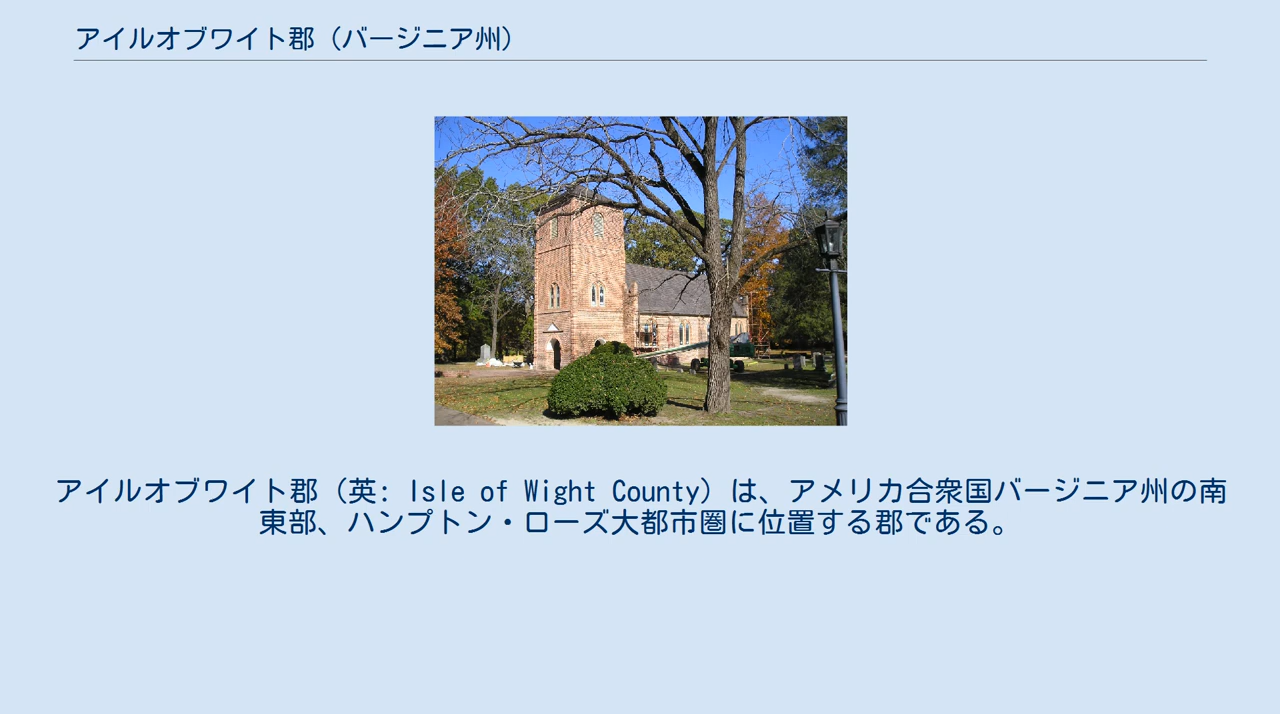 アイルオブワイト郡（バージニア州）
アイルオブワイト郡（英: Isle of Wight County）は、アメリカ合衆国バージニア州の南
東部、ハンプトン・ローズ大都市圏に位置する郡である。